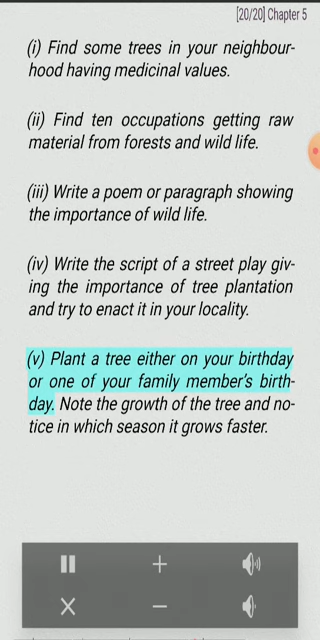 [20/20] Chapter 5
(i) Find some trees in your neighbour-
hood having medicinal values.
(ii) Find ten occupations getting raw
material from forests and wild life.
(iii) Write a poem or paragraph showing
the importance of wild life.
(iv) Write the script of a street play giv-
ing the importance of tree plantation
and try to enact it in your locality.
(v) Plant a tree either on your birthday
or one of your family member's birth-
day. Note the growth of the tree and no-
tice in which season it grows faster.